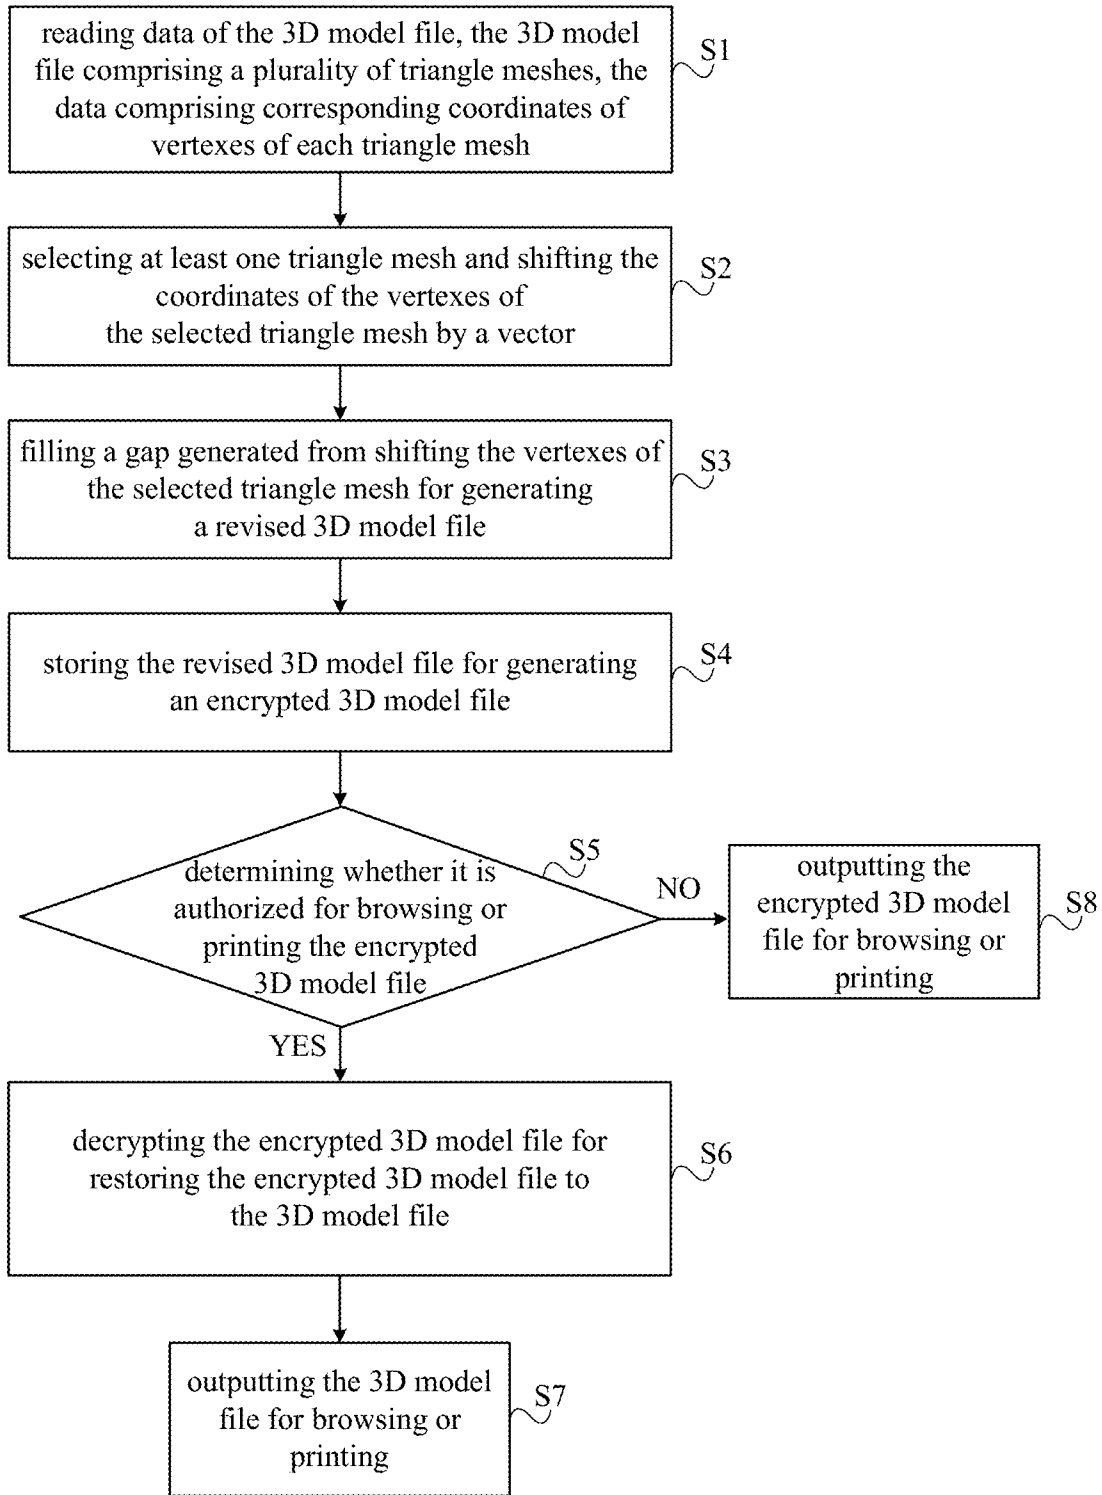 reading data of the 3D model file, the 3D model
file comprising a plurality of triangle meshes, the
data comprising corresponding coordinates of
vertexes of each triangle mesh
S1
selecting at least one triangle mesh and shifting the
coordinates of the vertexes of
the selected triangle mesh by a vector
S2
filling a gap generated from shifting the vertexes of
the selected triangle mesh for generating
a revised 3D model file
S3
storing the revised 3D model file for generating
an encrypted 3D model file
S4
determining whether it is
authorized for browsing or
printing the encrypted
3D model file
S5
NO
outputting the
encrypted 3D model
file for browsing or
printing
S8
YES
decrypting the encrypted 3D model file for
restoring the encrypted 3D model file to
the 3D model file
S6
outputting the 3D model
file for browsing or
printing
S7